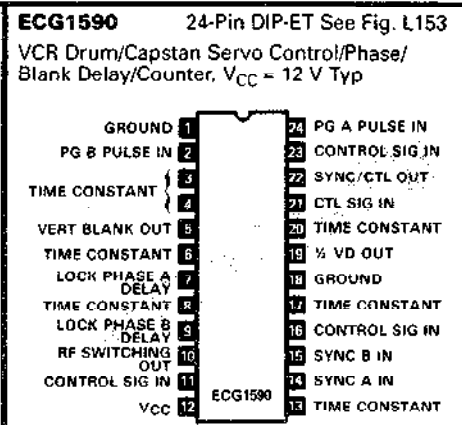 ECG1590 24-Pin DIP-ET See Fig. L153
VCR Drum/Capstan Servo Control/Phase/
Blank Delay/Counter, VCC = 12 V Typ
GROUND 1
PG B PULSE IN 2
TIME CONSTANT { 3
4
VERT BLANK OUT 5
TIME CONSTANT 6
LOCK PHASE A
DELAY 7
TIME CONSTANT 8
LOCK PHASE B
DELAY 9
RF SWITCHING
OUT 10
CONTROL SIG IN 11
VCC 12
ECG1590
24 PG A PULSE IN
23 CONTROL SIG IN
22 SYNC/CTL OUT
21 CTL SIG IN
20 TIME CONSTANT
19 ½ VD OUT
18 GROUND
17 TIME CONSTANT
16 CONTROL SIG IN
15 SYNC B IN
14 SYNC A IN
13 TIME CONSTANT